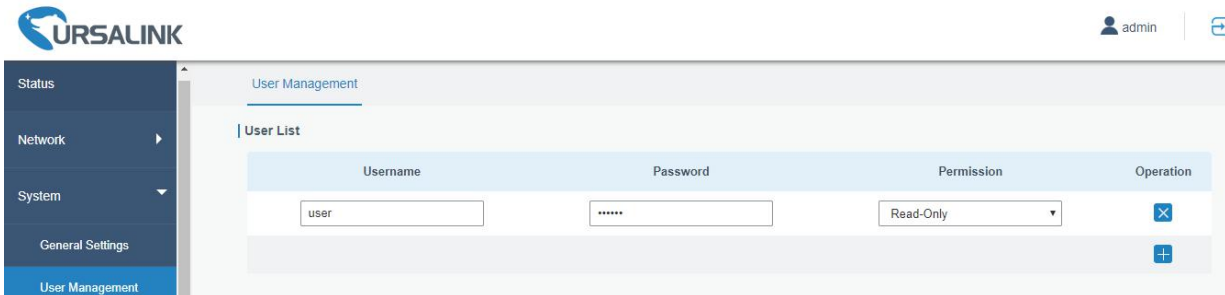 URSALINK
admin
Status
Network
System
General Settings
User Management
User Management
User List
Username Password Permission Operation
user •••••• Read-Only